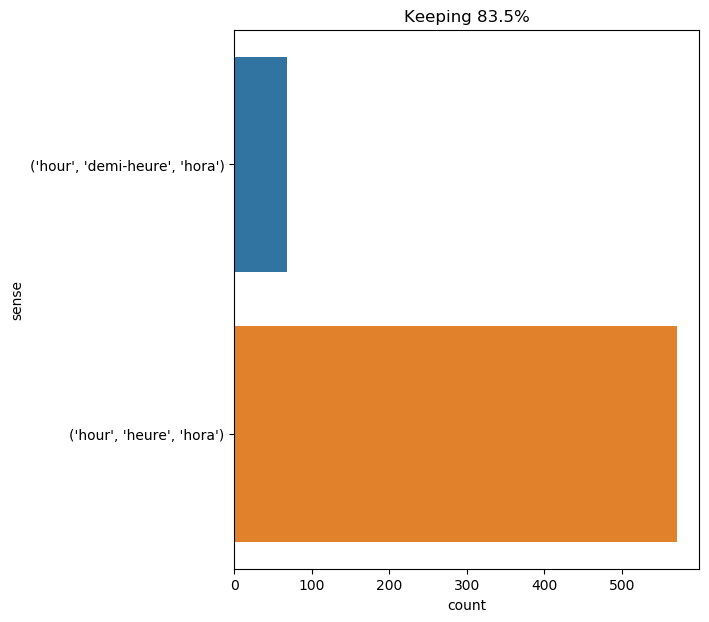 Keeping 83.5%
('hour', 'demi-heure', 'hora')
sense
('hour', 'heure', 'hora')
0 100 200 300 400 500
count